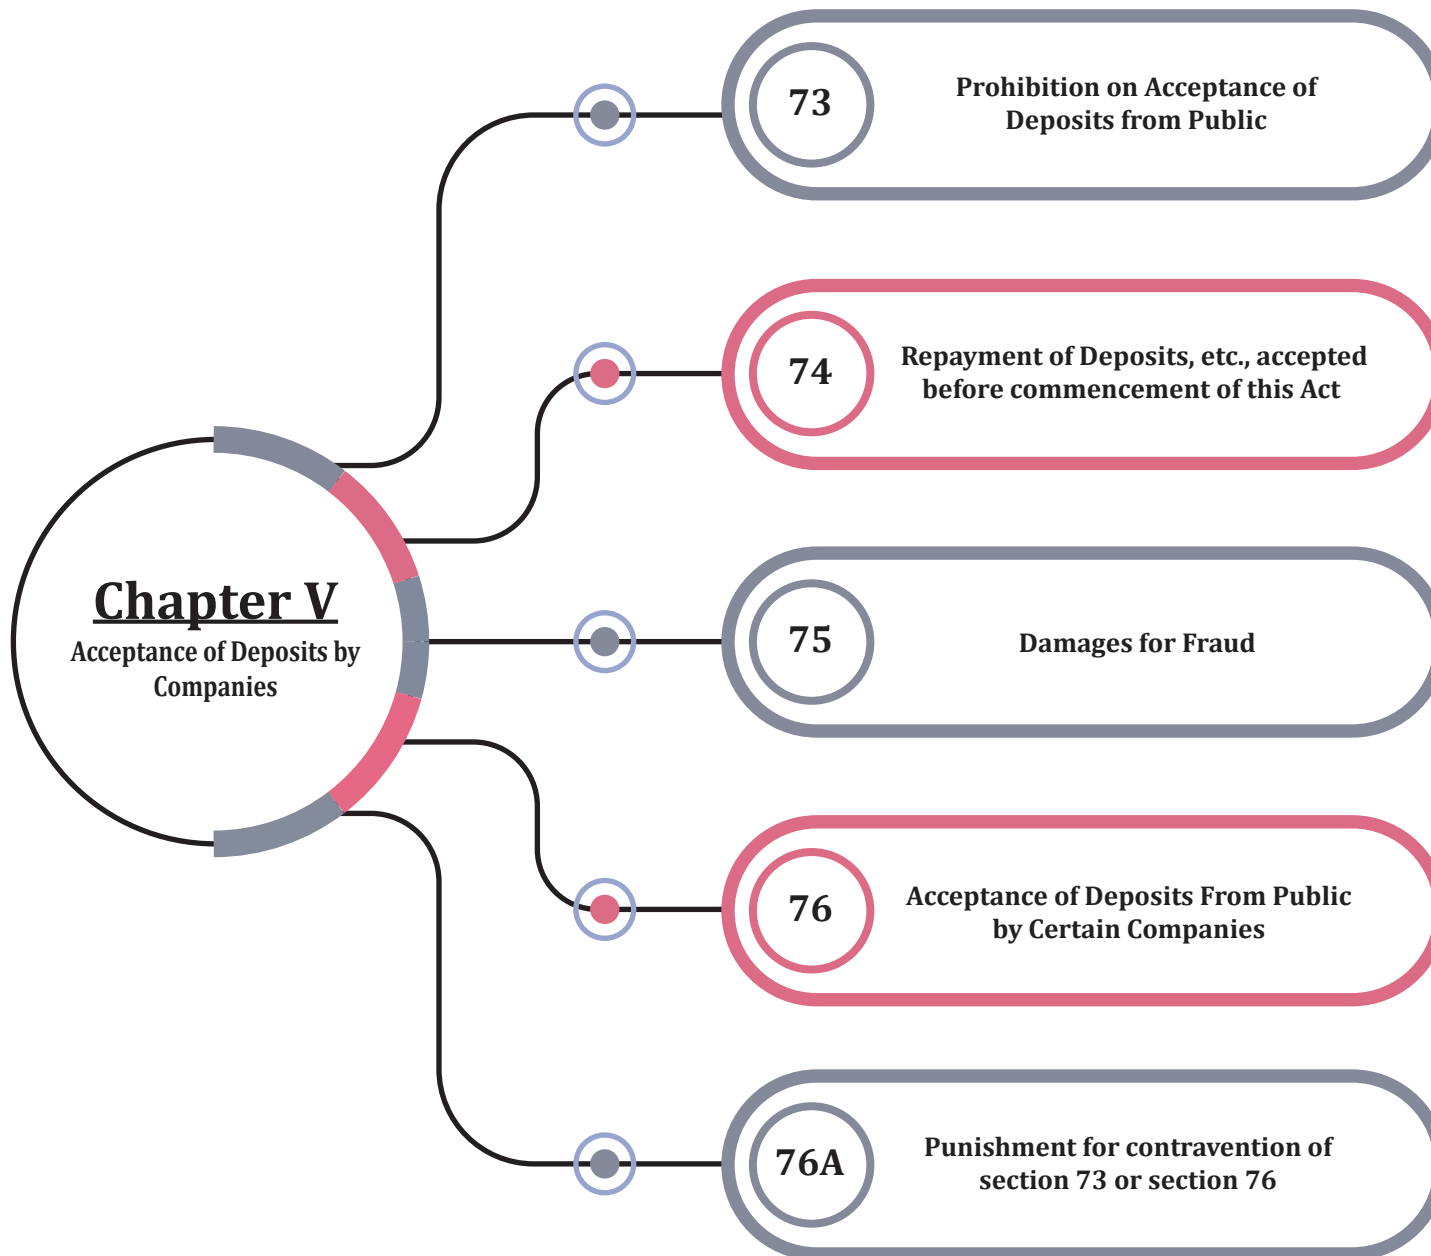 Chapter V
Acceptance of Deposits by
Companies
73
Prohibition on Acceptance of
Deposits from Public
74
Repayment of Deposits, etc., accepted
before commencement of this Act
75
Damages for Fraud
76
Acceptance of Deposits From Public
by Certain Companies
76A
Punishment for contravention of
section 73 or section 76